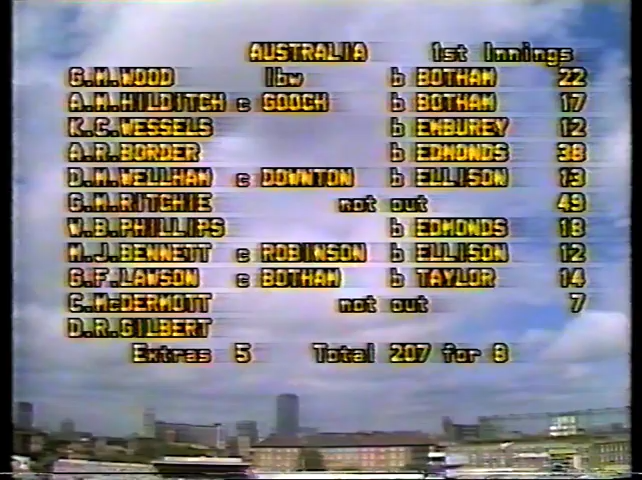 AUSTRALIA 1st Innings
G.M.WOOD lbw b BOTHAM 22
A.M.HILDITCH c GOOCH b BOTHAM 17
K.C.WESSELS b EMBUREY 12
A.R.BORDER b EDMONDS 38
D.M.WELLHAM c DOWNTON b ELLISON 13
G.M.RITCHIE not out 49
W.B.PHILLIPS b EDMONDS 18
M.J.BENNETT c ROBINSON b ELLISON 12
G.F.LAWSON c BOTHAM b TAYLOR 14
C.McDERMOTT not out 7
D.R.GILBERT
Extras 5 Total 207 for 8